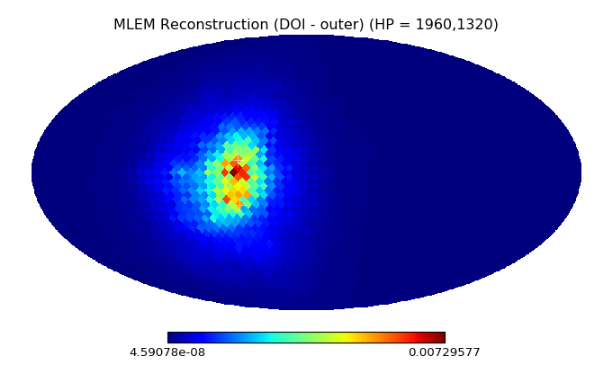 MLEM Reconstruction (DOI - outer) (HP = 1960,1320)
4.59078e-08
0.00729577